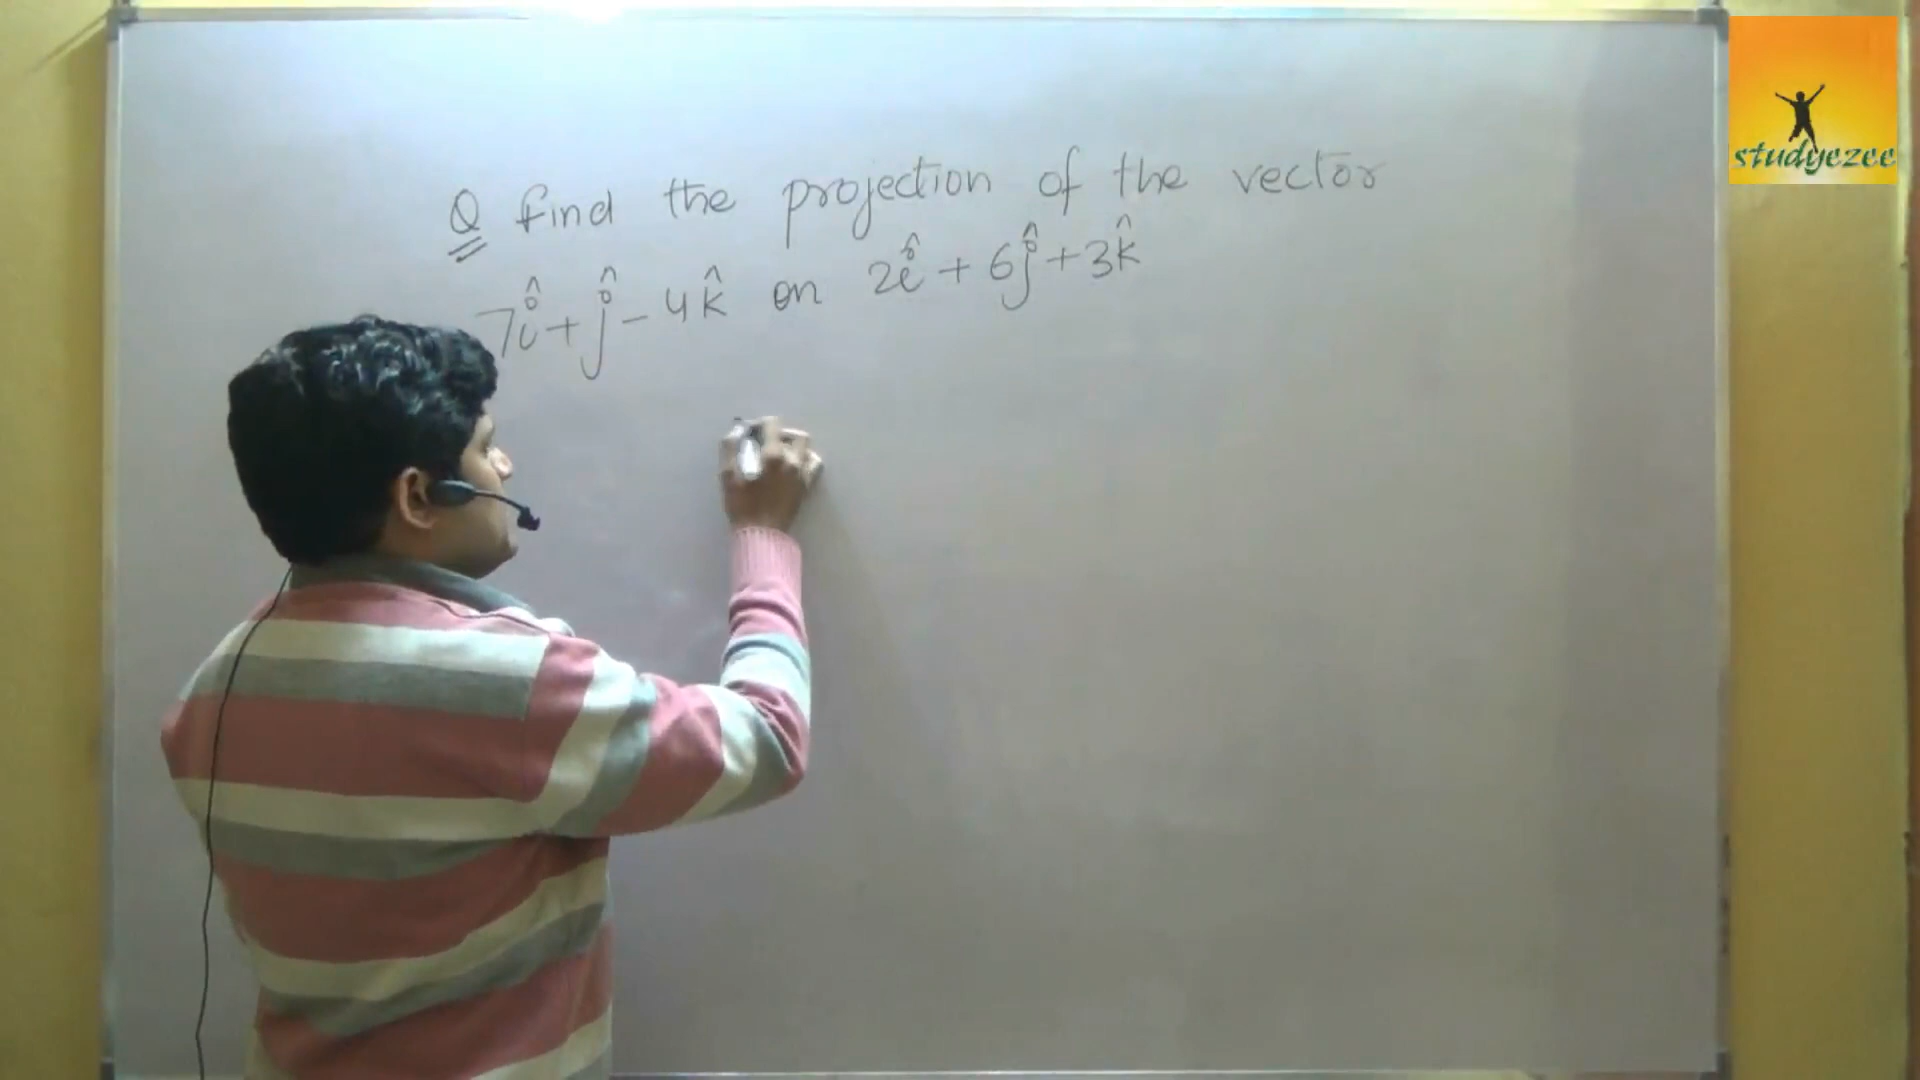 Q find the projection of the vector
7î + ĵ - 4k̂ on 2î + 6ĵ + 3k̂
studyezee